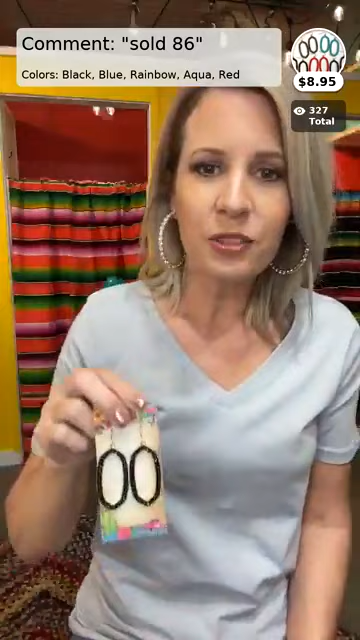 Comment: "sold 86"
Colors: Black, Blue, Rainbow, Aqua, Red
$8.95
327
Total